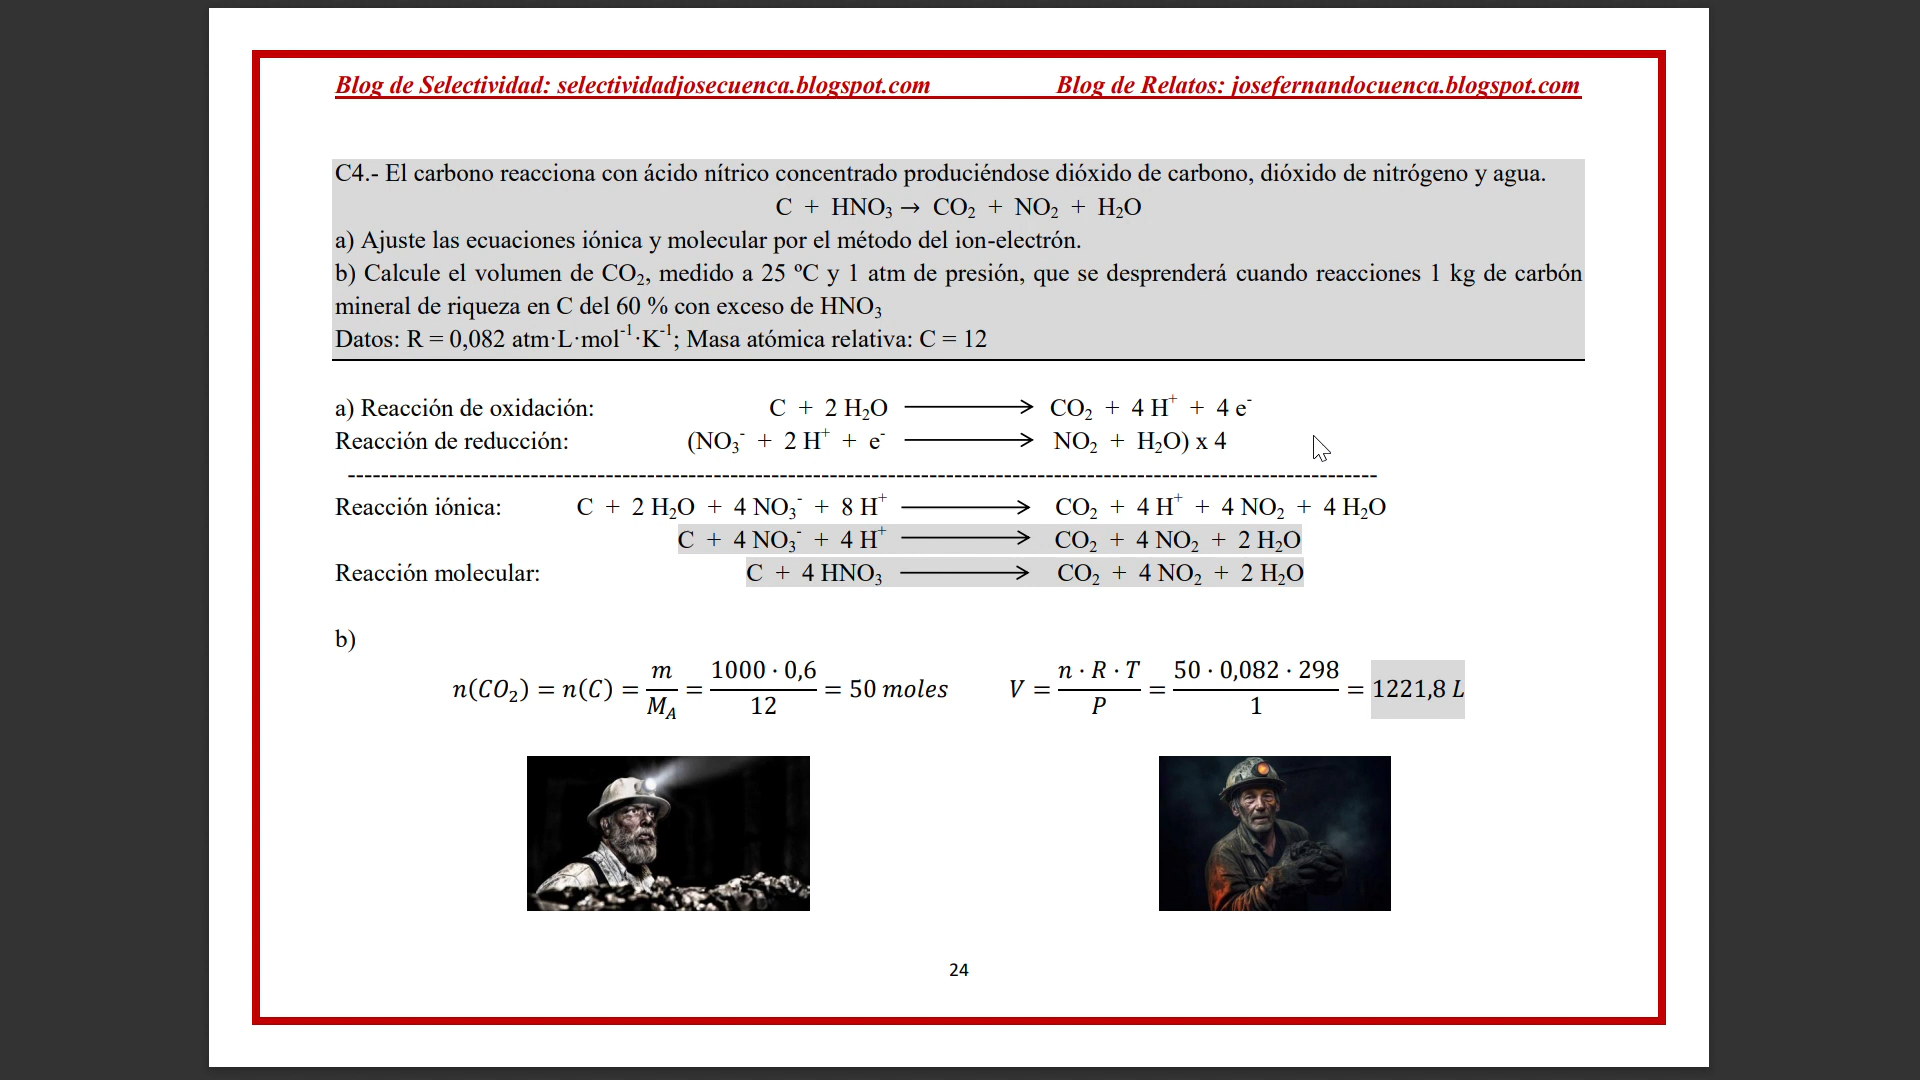 Blog de Selectividad: selectividadjosecuenca.blogspot.com Blog de Relatos: josefernandocuenca.blogspot.com
C4.- El carbono reacciona con ácido nítrico concentrado produciéndose dióxido de carbono, dióxido de nitrógeno y agua.
C + HNO₃ → CO₂ + NO₂ + H₂O
a) Ajuste las ecuaciones iónica y molecular por el método del ion-electrón.
b) Calcule el volumen de CO₂, medido a 25 ºC y 1 atm de presión, que se desprenderá cuando reacciones 1 kg de carbón
mineral de riqueza en C del 60 % con exceso de HNO₃
Datos: R = 0,082 atm·L·mol⁻¹·K⁻¹; Masa atómica relativa: C = 12
a) Reacción de oxidación: C + 2 H₂O ⟶ CO₂ + 4 H⁺ + 4 e⁻
Reacción de reducción: (NO₃⁻ + 2 H⁺ + e⁻ ⟶ NO₂ + H₂O) x 4
Reacción iónica: C + 2 H₂O + 4 NO₃⁻ + 8 H⁺ ⟶ CO₂ + 4 H⁺ + 4 NO₂ + 4 H₂O
C + 4 NO₃⁻ + 4 H⁺ ⟶ CO₂ + 4 NO₂ + 2 H₂O
Reacción molecular: C + 4 HNO₃ ⟶ CO₂ + 4 NO₂ + 2 H₂O
b)
n(CO₂) = n(C) = m/M_A = (1000 · 0,6)/12 = 50 moles V = (n · R · T)/P = (50 · 0,082 · 298)/1 = 1221,8 L
24